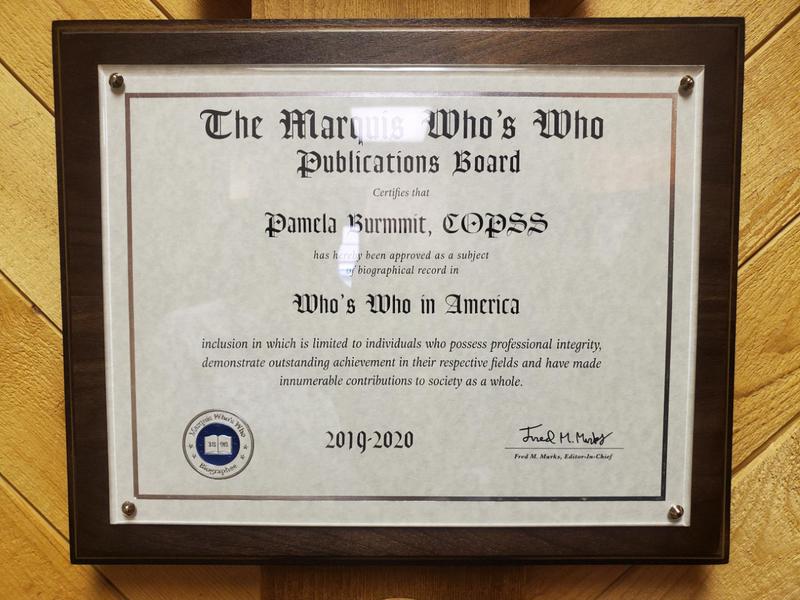 The Marquis Who's Who
Publications Board
Certifies that
Pamela Burmmit, COPSS
has hereby been approved as a subject
of biographical record in
Who's Who in America
inclusion in which is limited to individuals who possess professional integrity,
demonstrate outstanding achievement in their respective fields and have made
innumerable contributions to society as a whole.
Marquis Who's Who
Biographee
2019-2020
Fred M. Marks
Fred M. Marks, Editor-In-Chief